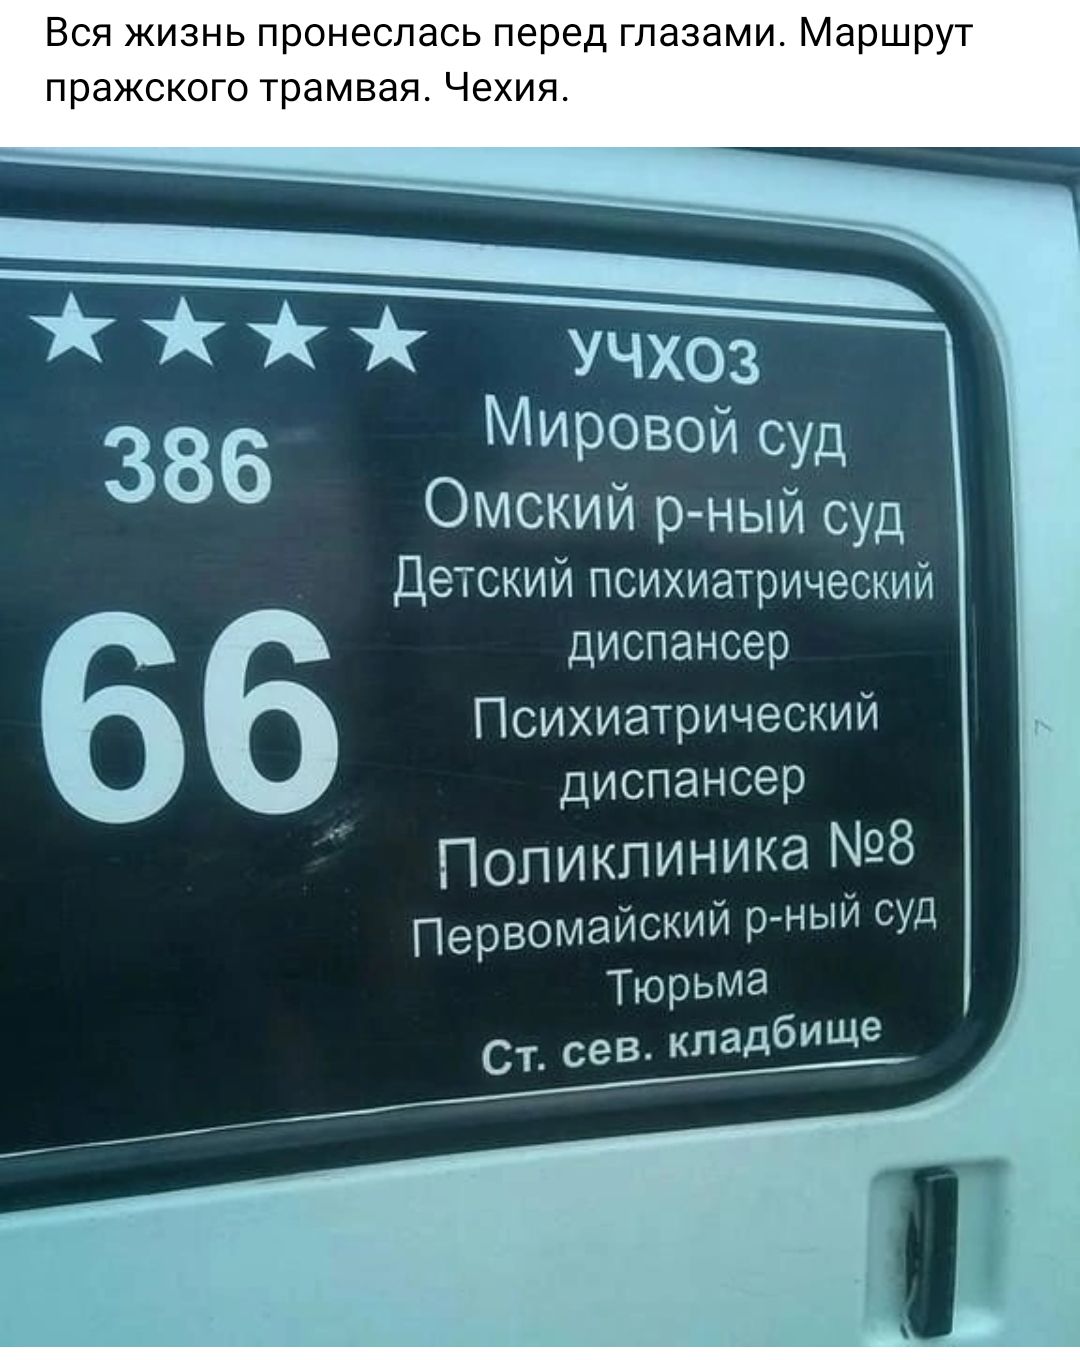 Вся жизнь пронеслась перед глазами. Маршрут
пражского трамвая. Чехия.
386
66
УЧХОЗ
Мировой суд
Омский р-ный суд
Детский психиатрический
диспансер
Психиатрический
диспансер
Поликлиника №8
Первомайский р-ный суд
Тюрьма
Ст. сев. кладбище